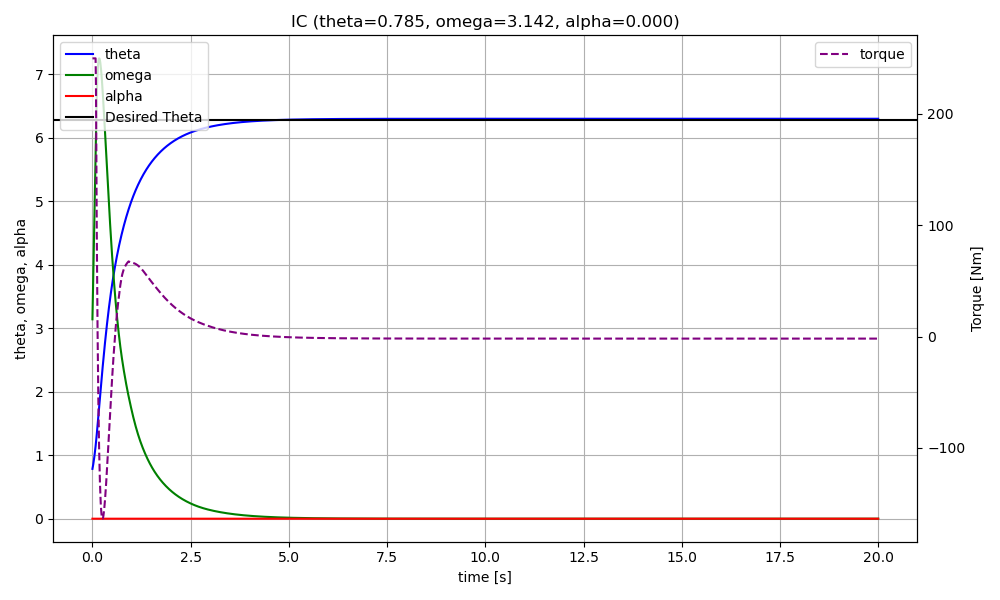 IC (theta=0.785, omega=3.142, alpha=0.000)
theta
omega
alpha
Desired Theta
torque
7
6
5
4
3
2
1
0
theta, omega, alpha
200
100
0
−100
Torque [Nm]
0.0 2.5 5.0 7.5 10.0 12.5 15.0 17.5 20.0
time [s]